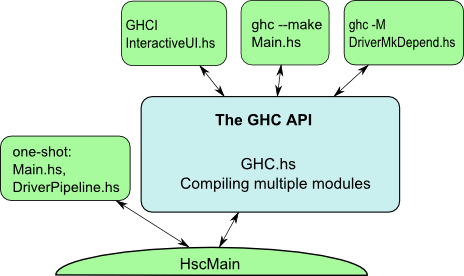 GHCI
InteractiveUI.hs
ghc --make
Main.hs
ghc -M
DriverMkDepend.hs
The GHC API
GHC.hs
Compiling multiple modules
one-shot:
Main.hs,
DriverPipeline.hs
HscMain